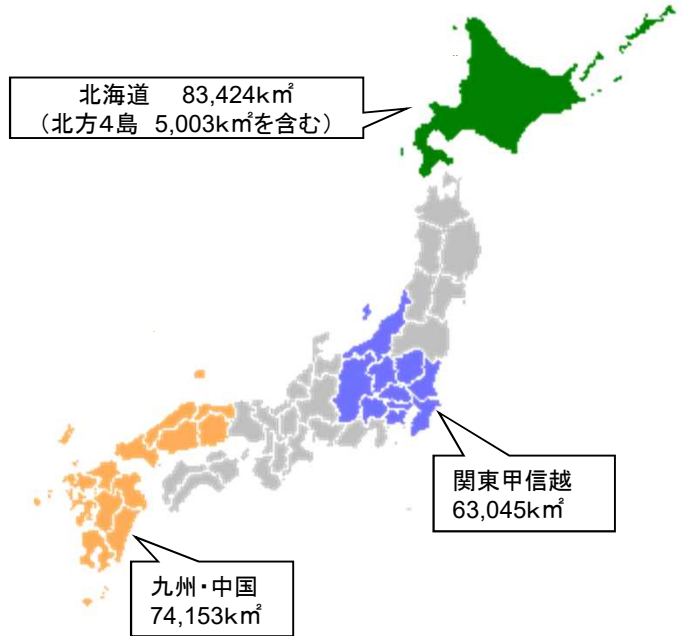 北海道　83,424k㎡
（北方４島 5,003k㎡を含む）
関東甲信越
63,045k㎡
九州・中国
74,153k㎡